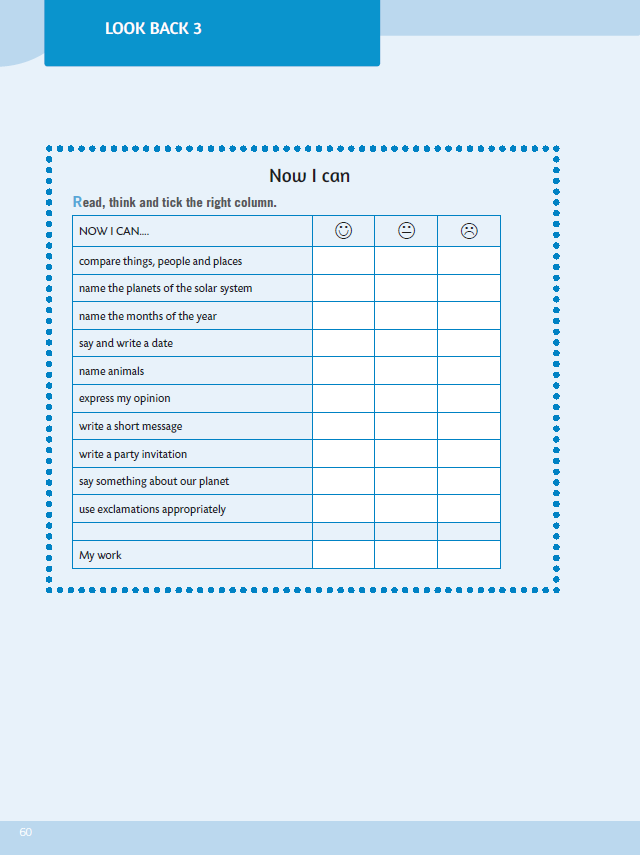 LOOK BACK 3
Now I can
Read, think and tick the right column.
NOW I CAN....
compare things, people and places
name the planets of the solar system
name the months of the year
say and write a date
name animals
express my opinion
write a short message
write a party invitation
say something about our planet
use exclamations appropriately
My work
60